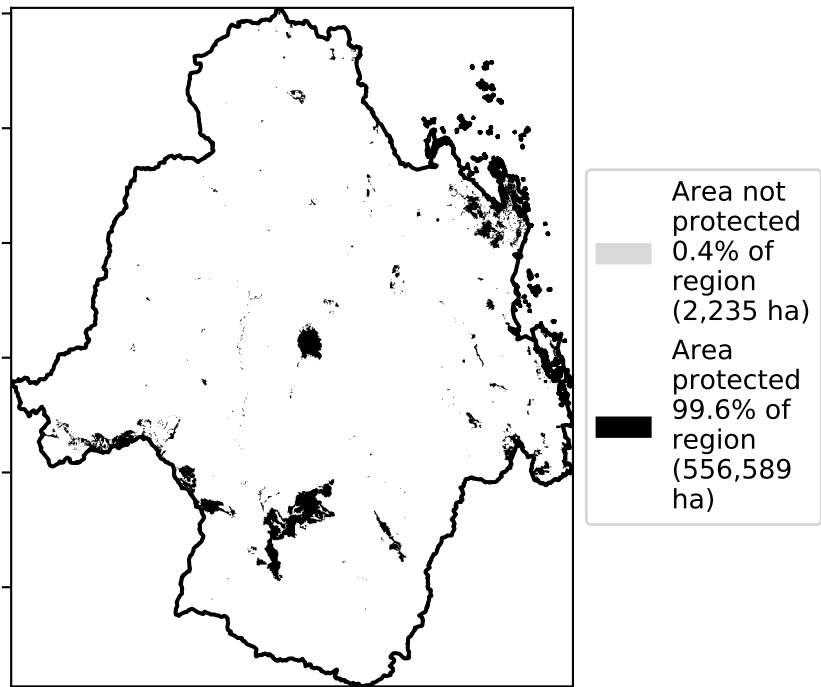 Area not
protected
0.4% of
region
(2,235 ha)
Area
protected
99.6% of
region
(556,589
ha)